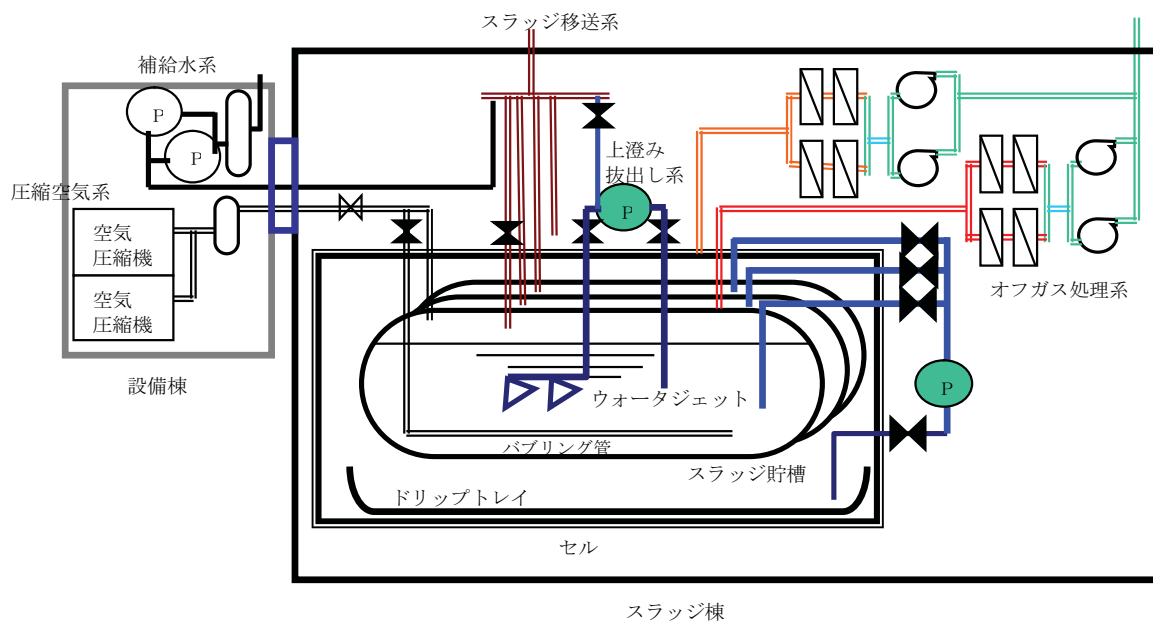 スラッジ移送系
補給水系
P
P
上澄み
抜出し系
P
圧縮空気系
空気
圧縮機
空気
圧縮機
オフガス処理系
設備棟
P
ウォータジェット
バブリング管
スラッジ貯槽
ドリップトレイ
セル
スラッジ棟